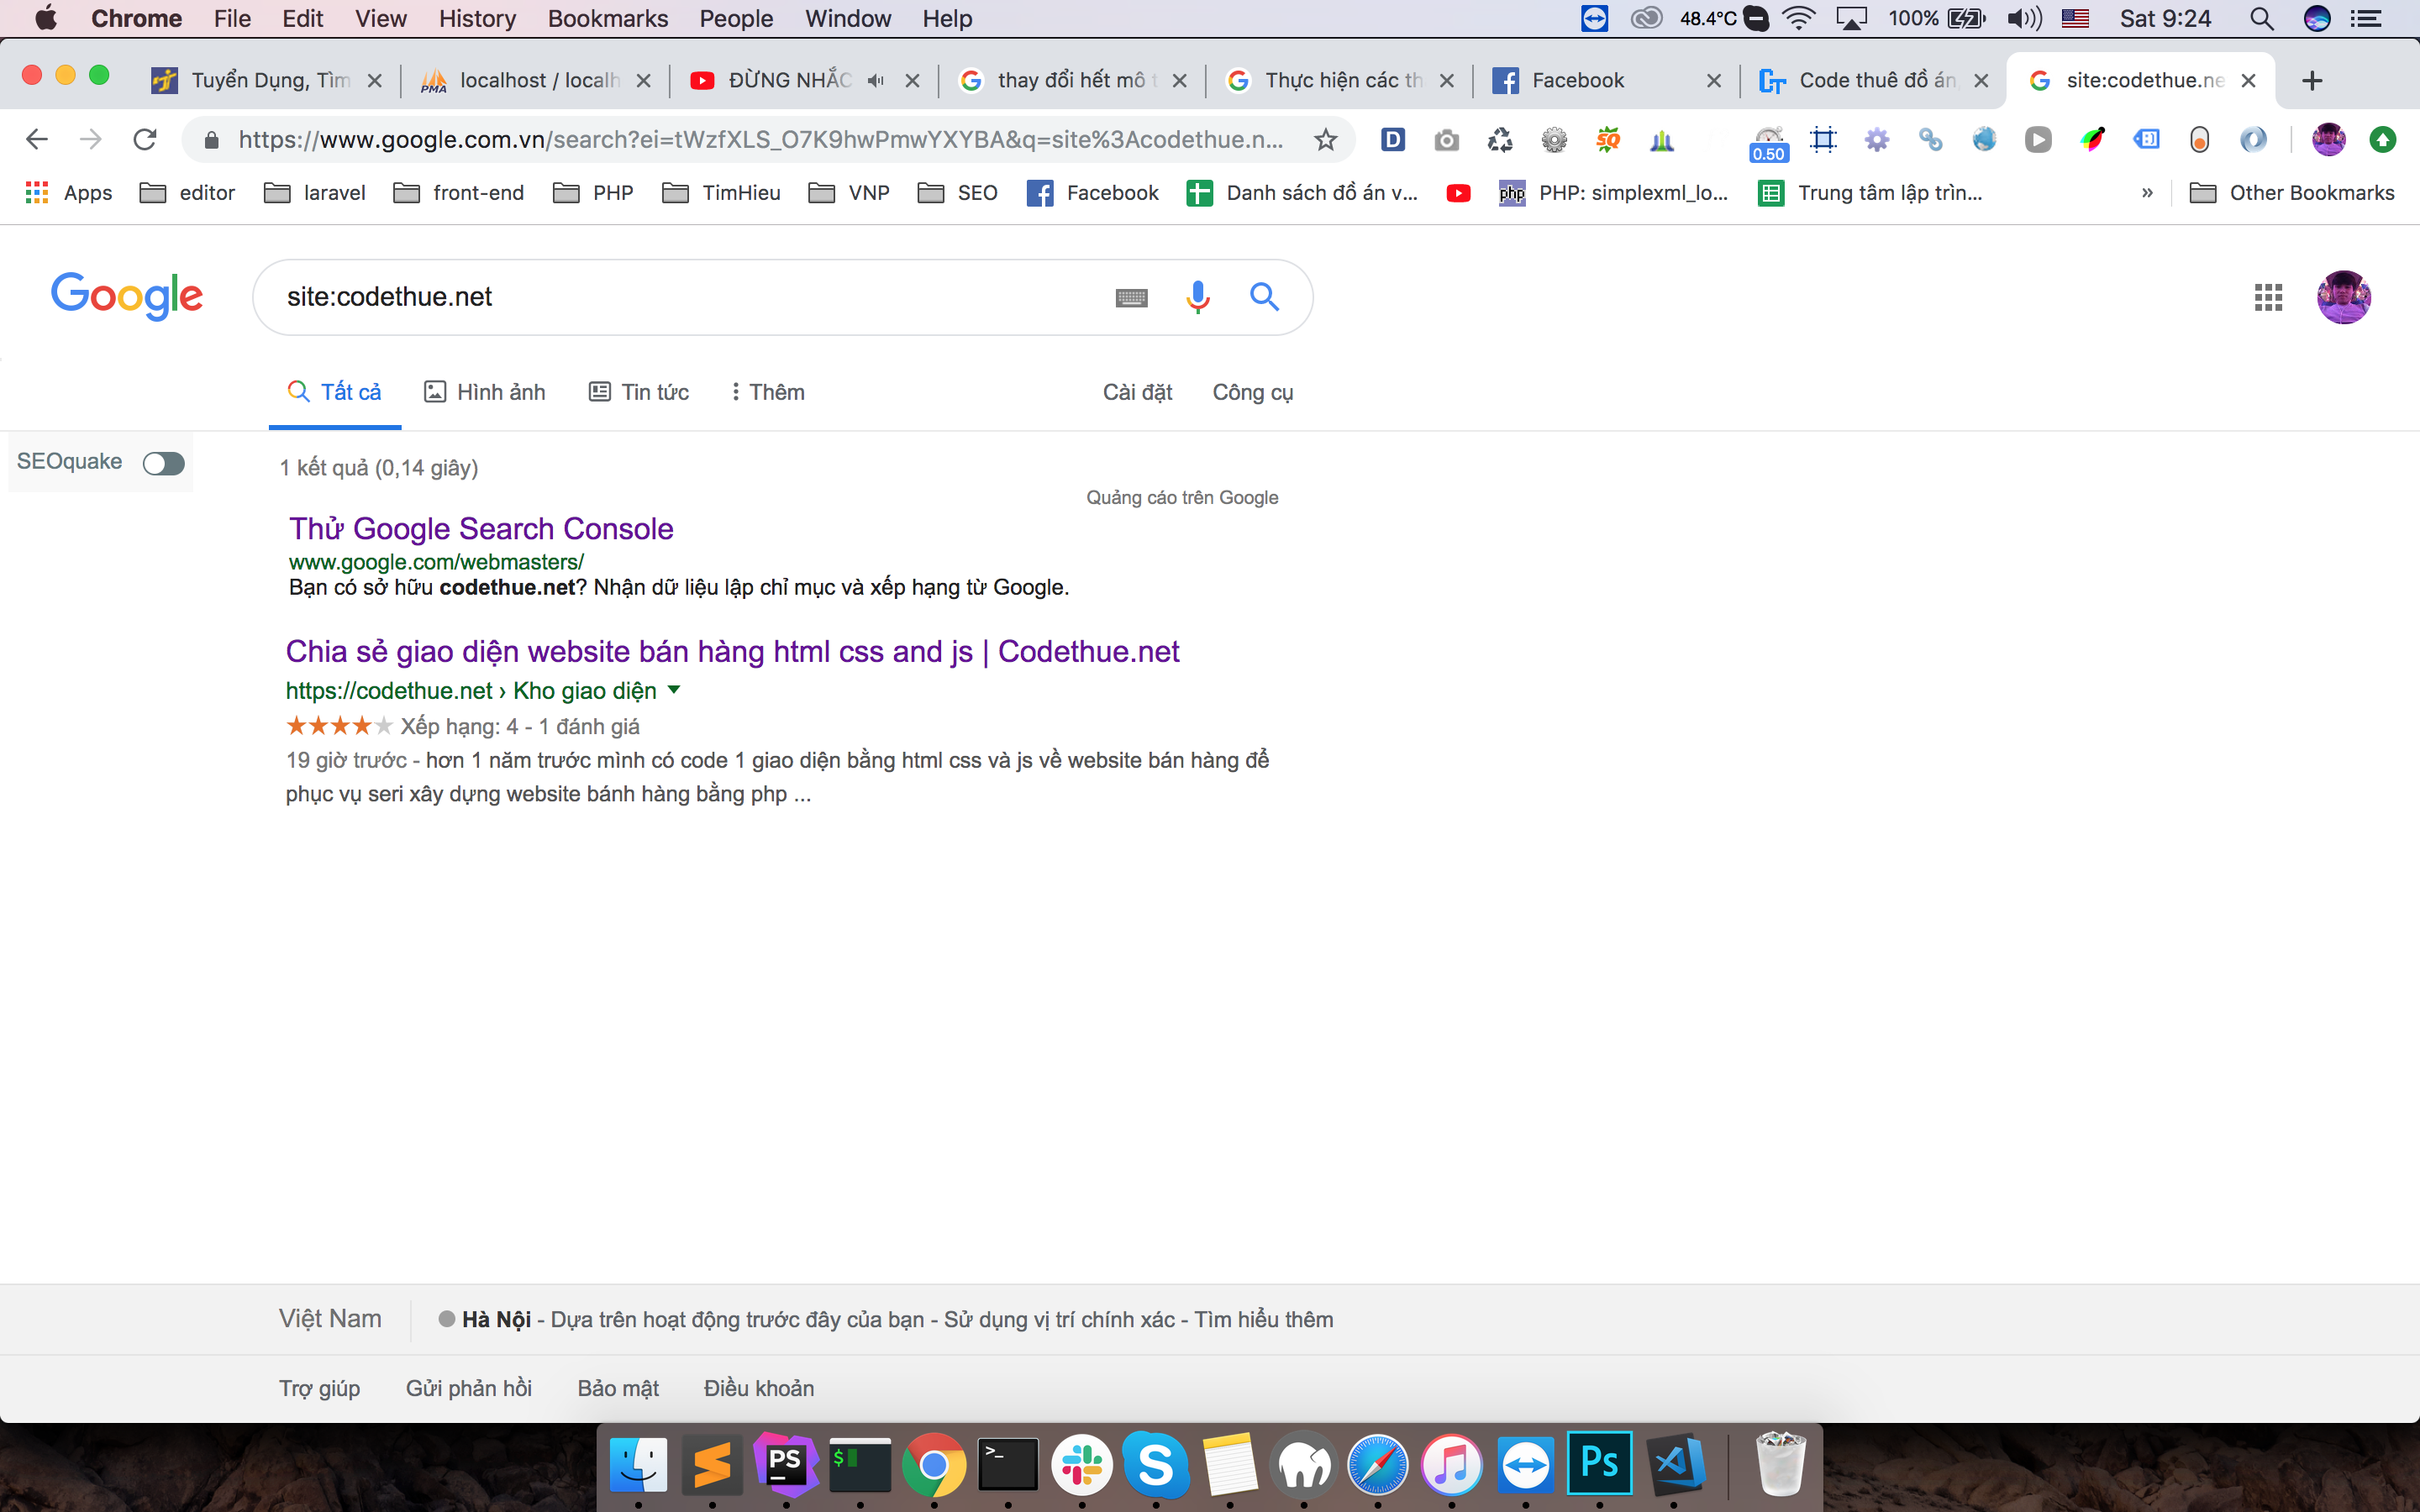 Chrome File Edit View History Bookmarks People Window Help 48.4°C 100% Sat 9:24
Tuyển Dụng, Tìm localhost / localh ĐỪNG NHẮC thay đổi hết mô t Thực hiện các th Facebook Code thuê đồ án site:codethue.ne
https://www.google.com.vn/search?ei=tWzfXLS_O7K9hwPmwYXYBA&q=site%3Acodethue.n... 0.50
Apps editor laravel front-end PHP TimHieu VNP SEO Facebook Danh sách đồ án v... PHP: simplexml_lo... Trung tâm lập trìn... » Other Bookmarks
Google site:codethue.net
Tất cả Hình ảnh Tin tức Thêm Cài đặt Công cụ
SEOquake
1 kết quả (0,14 giây)
Quảng cáo trên Google
Thử Google Search Console
www.google.com/webmasters/
Bạn có sở hữu codethue.net? Nhận dữ liệu lập chỉ mục và xếp hạng từ Google.
Chia sẻ giao diện website bán hàng html css and js | Codethue.net
https://codethue.net › Kho giao diện
Xếp hạng: 4 - 1 đánh giá
19 giờ trước - hơn 1 năm trước mình có code 1 giao diện bằng html css và js về website bán hàng để
phục vụ seri xây dựng website bánh hàng bằng php ...
Việt Nam Hà Nội - Dựa trên hoạt động trước đây của bạn - Sử dụng vị trí chính xác - Tìm hiểu thêm
Trợ giúp Gửi phản hồi Bảo mật Điều khoản
PS $ >_ S Ps